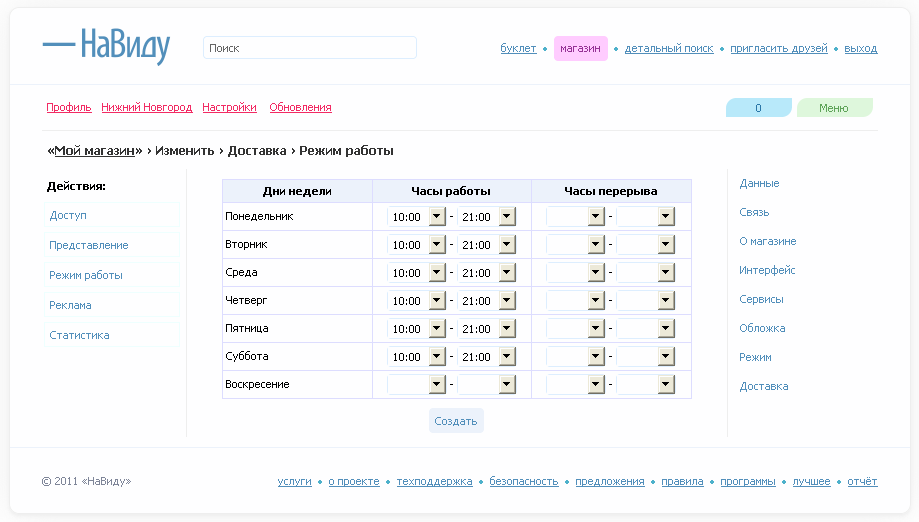 НаВиду
Поиск
буклет • магазин • детальный поиск • пригласить друзей • выход
Профиль Нижний Новгород Настройки Обновления
0 Меню
«Мой магазин» › Изменить › Доставка › Режим работы
Действия:
Доступ
Представление
Режим работы
Реклама
Статистика
Дни недели Часы работы Часы перерыва
Понедельник 10:00 - 21:00 -
Вторник 10:00 - 21:00 -
Среда 10:00 - 21:00 -
Четверг 10:00 - 21:00 -
Пятница 10:00 - 21:00 -
Суббота 10:00 - 21:00 -
Воскресение - -
Создать
Данные
Связь
О магазине
Интерфейс
Сервисы
Обложка
Режим
Доставка
© 2011 «НаВиду»
услуги • о проекте • техподдержка • безопасность • предложения • правила • программы • лучшее • отчёт